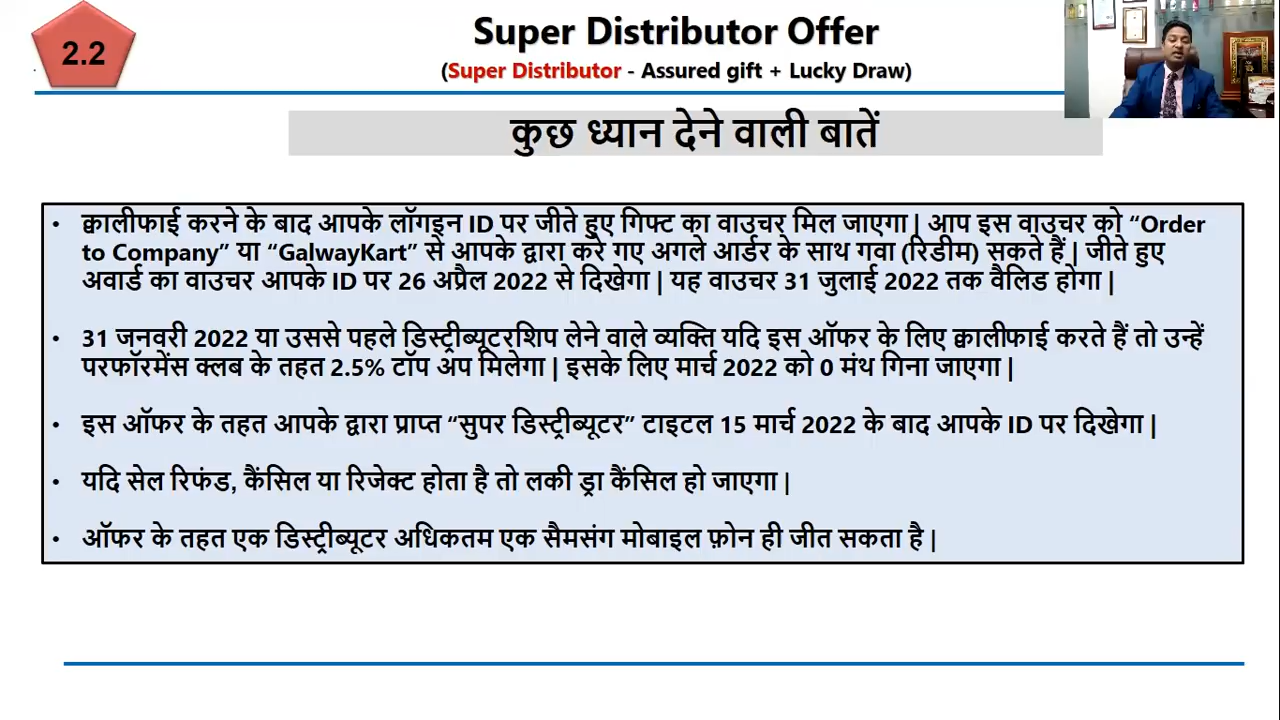 2.2
Super Distributor Offer
(Super Distributor - Assured gift + Lucky Draw)
कुछ ध्यान देने वाली बातें
• क्वालीफाई करने के बाद आपके लॉगइन ID पर जीते हुए गिफ्ट का वाउचर मिल जाएगा | आप इस वाउचर को “Order
to Company” या “GalwayKart” से आपके द्वारा करे गए अगले आर्डर के साथ गवा (रिडीम) सकते हैं | जीते हुए
अवार्ड का वाउचर आपके ID पर 26 अप्रैल 2022 से दिखेगा | यह वाउचर 31 जुलाई 2022 तक वैलिड होगा |
• 31 जनवरी 2022 या उससे पहले डिस्ट्रीब्यूटरशिप लेने वाले व्यक्ति यदि इस ऑफर के लिए क्वालीफाई करते हैं तो उन्हें
परफॉरमेंस क्लब के तहत 2.5% टॉप अप मिलेगा | इसके लिए मार्च 2022 को 0 मंथ गिना जाएगा |
• इस ऑफर के तहत आपके द्वारा प्राप्त “सुपर डिस्ट्रीब्यूटर” टाइटल 15 मार्च 2022 के बाद आपके ID पर दिखेगा |
• यदि सेल रिफंड, कैंसिल या रिजेक्ट होता है तो लकी ड्रा कैंसिल हो जाएगा |
• ऑफर के तहत एक डिस्ट्रीब्यूटर अधिकतम एक सैमसंग मोबाइल फ़ोन ही जीत सकता है |